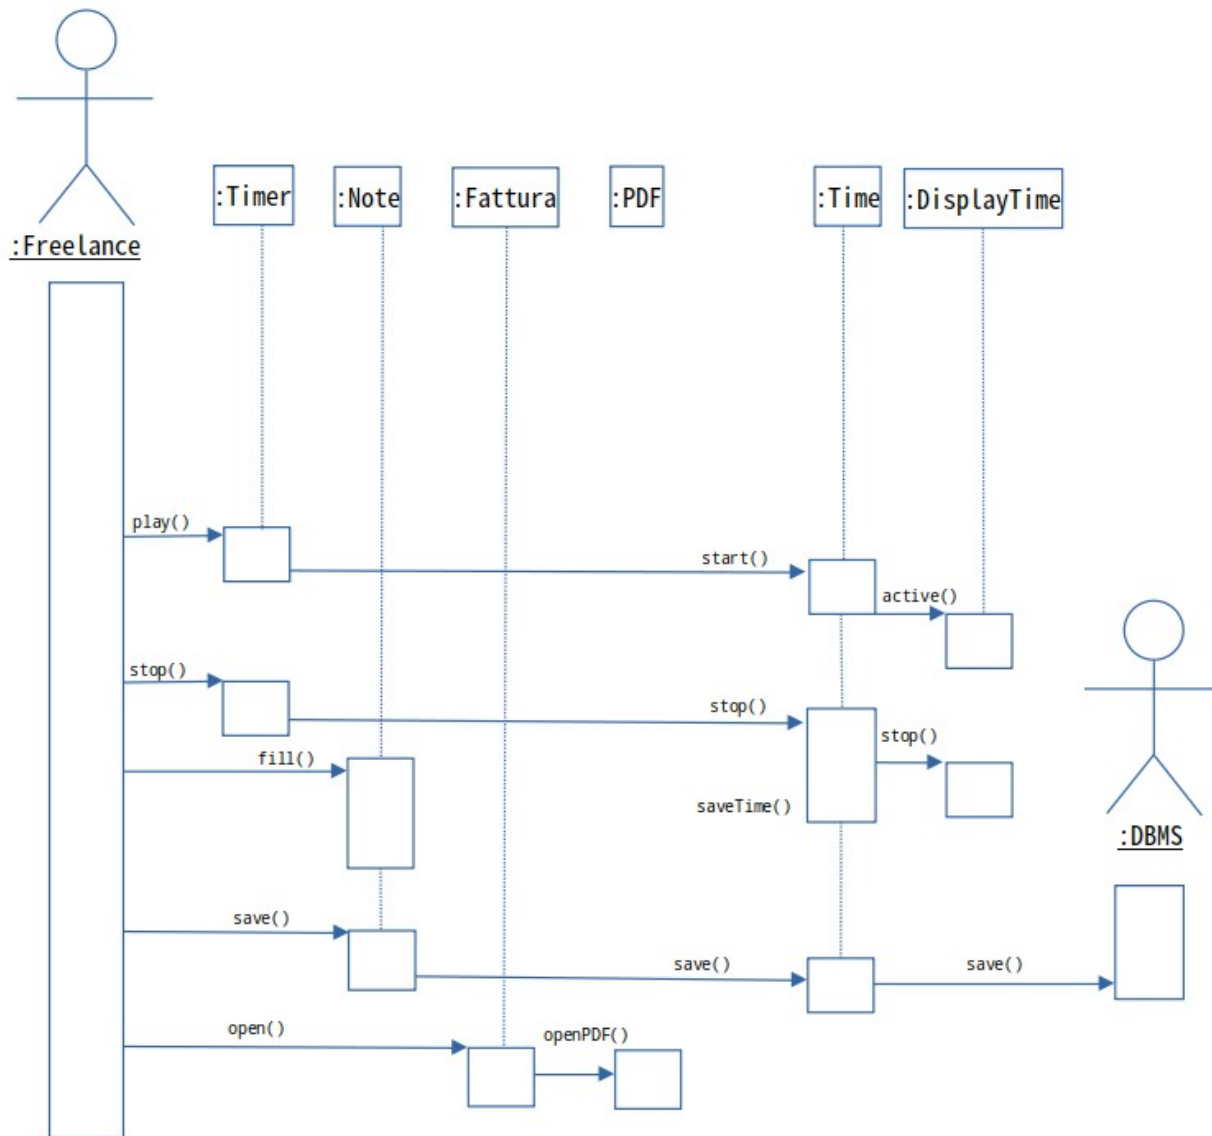 :Timer
:Note
:Fattura
:PDF
:Time
:DisplayTime
:Freelance
play()
start()
active()
stop()
stop()
stop()
fill()
saveTime()
:DBMS
save()
save()
save()
open()
openPDF()